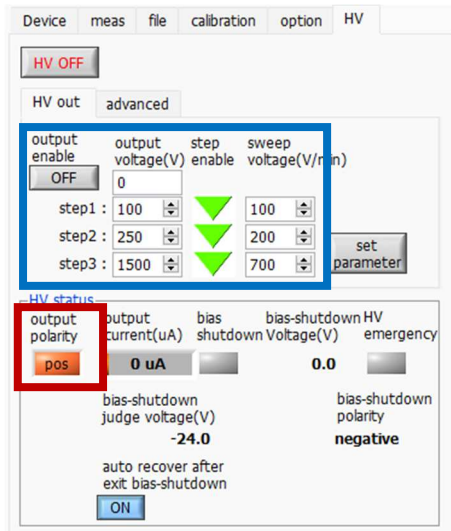 Device meas file calibration option HV
HV OFF
HV out advanced
output enable output voltage(V) step enable sweep voltage(V/min)
OFF 0
step1 : 100 100
step2 : 250 200
step3 : 1500 700
set parameter
HV status
output polarity output current(uA) bias shutdown bias-shutdown Voltage(V) HV emergency
pos 0 uA 0.0
bias-shutdown judge voltage(V) bias-shutdown polarity
-24.0 negative
auto recover after
exit bias-shutdown
ON